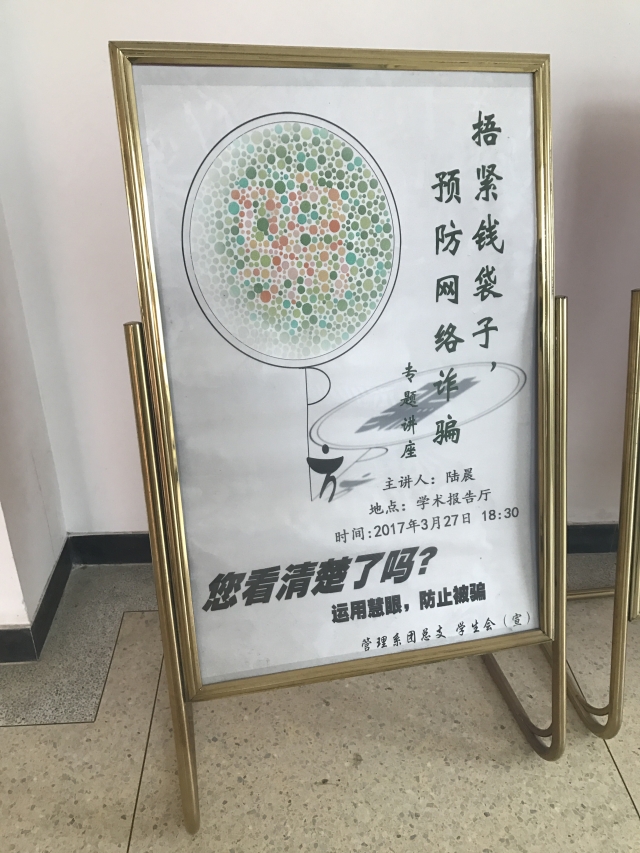 捂紧钱袋子，
预防网络诈骗
专题讲座
主讲人：陆晨
地点：学术报告厅
时间:2017年3月27日 18:30
您看清楚了吗?
运用慧眼，防止被骗
管理系团总支 学生会（宣）